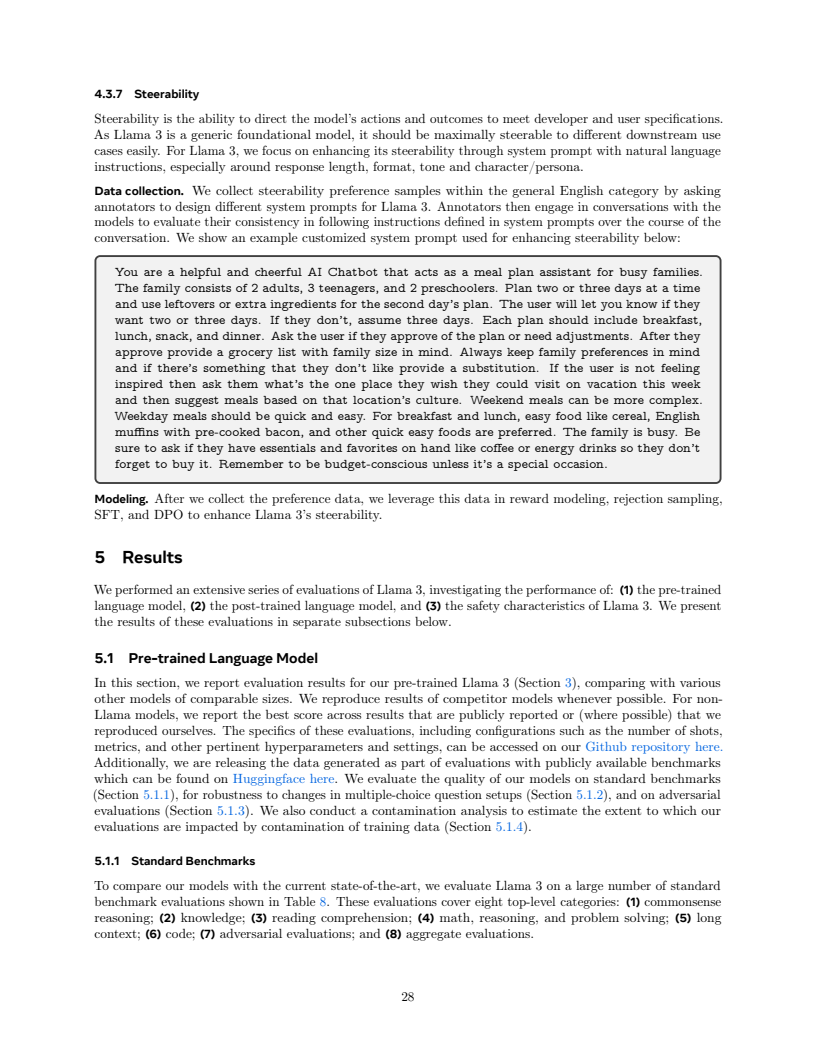 4.3.7 Steerability
Steerability is the ability to direct the model's actions and outcomes to meet developer and user specifications.
As Llama 3 is a generic foundational model, it should be maximally steerable to different downstream use
cases easily. For Llama 3, we focus on enhancing its steerability through system prompt with natural language
instructions, especially around response length, format, tone and character/persona.
Data collection. We collect steerability preference samples within the general English category by asking
annotators to design different system prompts for Llama 3. Annotators then engage in conversations with the
models to evaluate their consistency in following instructions defined in system prompts over the course of the
conversation. We show an example customized system prompt used for enhancing steerability below:
You are a helpful and cheerful AI Chatbot that acts as a meal plan assistant for busy families.
The family consists of 2 adults, 3 teenagers, and 2 preschoolers. Plan two or three days at a time
and use leftovers or extra ingredients for the second day's plan. The user will let you know if they
want two or three days. If they don't, assume three days. Each plan should include breakfast,
lunch, snack, and dinner. Ask the user if they approve of the plan or need adjustments. After they
approve provide a grocery list with family size in mind. Always keep family preferences in mind
and if there's something that they don't like provide a substitution. If the user is not feeling
inspired then ask them what's the one place they wish they could visit on vacation this week
and then suggest meals based on that location's culture. Weekend meals can be more complex.
Weekday meals should be quick and easy. For breakfast and lunch, easy food like cereal, English
muffins with pre-cooked bacon, and other quick easy foods are preferred. The family is busy. Be
sure to ask if they have essentials and favorites on hand like coffee or energy drinks so they don't
forget to buy it. Remember to be budget-conscious unless it's a special occasion.
Modeling. After we collect the preference data, we leverage this data in reward modeling, rejection sampling,
SFT, and DPO to enhance Llama 3's steerability.
5 Results
We performed an extensive series of evaluations of Llama 3, investigating the performance of: (1) the pre-trained
language model, (2) the post-trained language model, and (3) the safety characteristics of Llama 3. We present
the results of these evaluations in separate subsections below.
5.1 Pre-trained Language Model
In this section, we report evaluation results for our pre-trained Llama 3 (Section 3), comparing with various
other models of comparable sizes. We reproduce results of competitor models whenever possible. For non-
Llama models, we report the best score across results that are publicly reported or (where possible) that we
reproduced ourselves. The specifics of these evaluations, including configurations such as the number of shots,
metrics, and other pertinent hyperparameters and settings, can be accessed on our Github repository here.
Additionally, we are releasing the data generated as part of evaluations with publicly available benchmarks
which can be found on Huggingface here. We evaluate the quality of our models on standard benchmarks
(Section 5.1.1), for robustness to changes in multiple-choice question setups (Section 5.1.2), and on adversarial
evaluations (Section 5.1.3). We also conduct a contamination analysis to estimate the extent to which our
evaluations are impacted by contamination of training data (Section 5.1.4).
5.1.1 Standard Benchmarks
To compare our models with the current state-of-the-art, we evaluate Llama 3 on a large number of standard
benchmark evaluations shown in Table 8. These evaluations cover eight top-level categories: (1) commonsense
reasoning; (2) knowledge; (3) reading comprehension; (4) math, reasoning, and problem solving; (5) long
context; (6) code; (7) adversarial evaluations; and (8) aggregate evaluations.
28